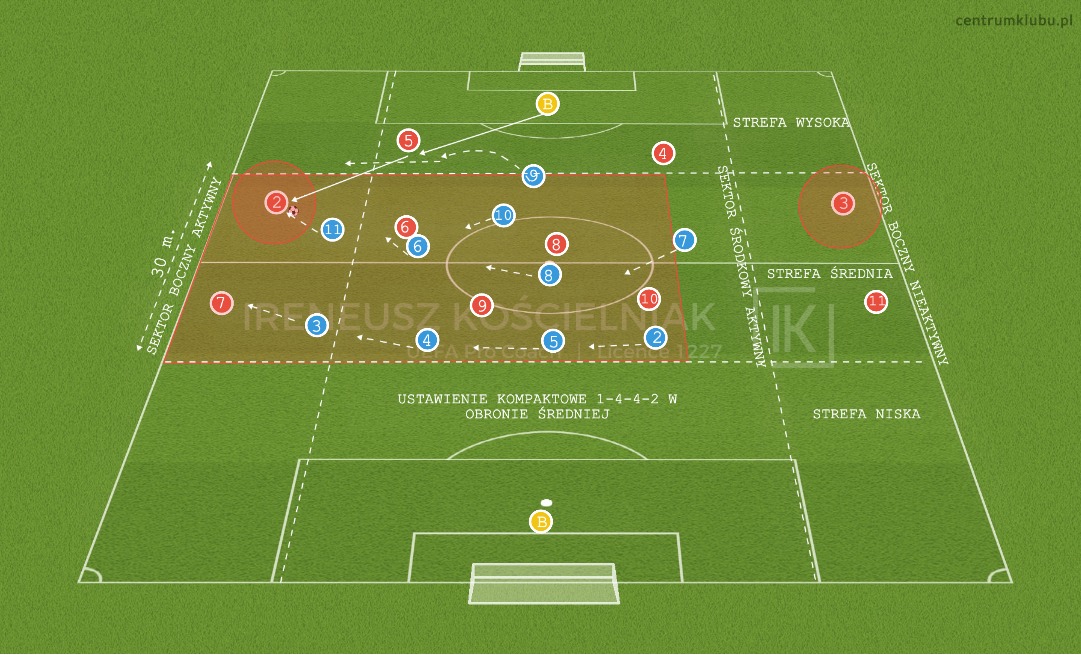 centrumklubu.pl
B
STREFA WYSOKA
5
4
9
2
3
11
10
6
6
8
7
SEKTOR BOCZNY AKTYWNY
30 m.
SEKTOR ŚRODKOWY AKTYWNY
SEKTOR BOCZNY NIEAKTYWNY
8
STREFA ŚREDNIA
7
9
10
11
IRENEUSZ KOŚCIELNIAK
IK
3
4
5
2
UEFA Pro Coach | Licence 1227
USTAWIENIE KOMPAKTOWE 1-4-4-2 W
OBRONIE ŚREDNIEJ
STREFA NISKA
B